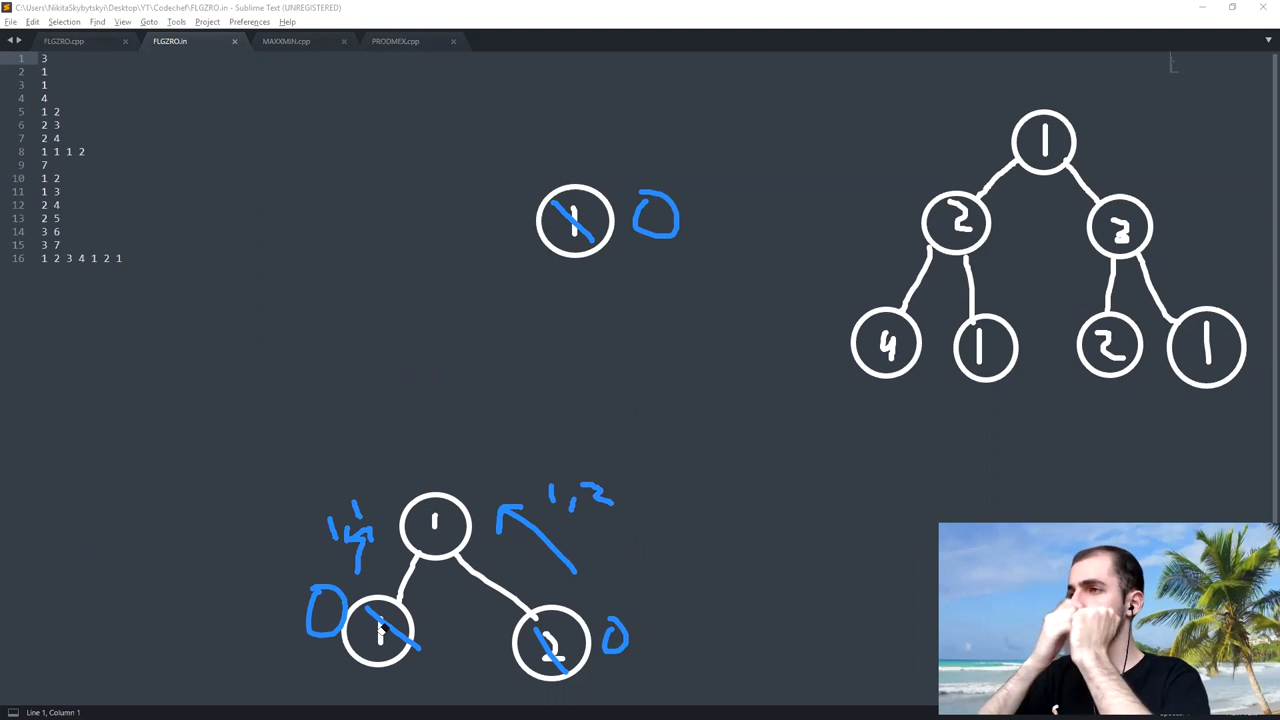 C:\Users\NikitaSkybytskyi\Desktop\YT\Codechef\FLGZRO.in - Sublime Text (UNREGISTERED)
File Edit Selection Find View Goto Tools Project Preferences Help
FLGZRO.cpp FLGZRO.in MAXXMIN.cpp PRODMEX.cpp
1 3
2 1
3 1
4 4
5 1 2
6 2 3
7 2 4
8 1 1 1 2
9 7
10 1 2
11 1 3
12 2 4
13 2 5
14 3 6
15 3 7
16 1 2 3 4 1 2 1
1
1 0
2 3
4 1 2 1
1,2
1
0 1
2 0
Line 1, Column 1